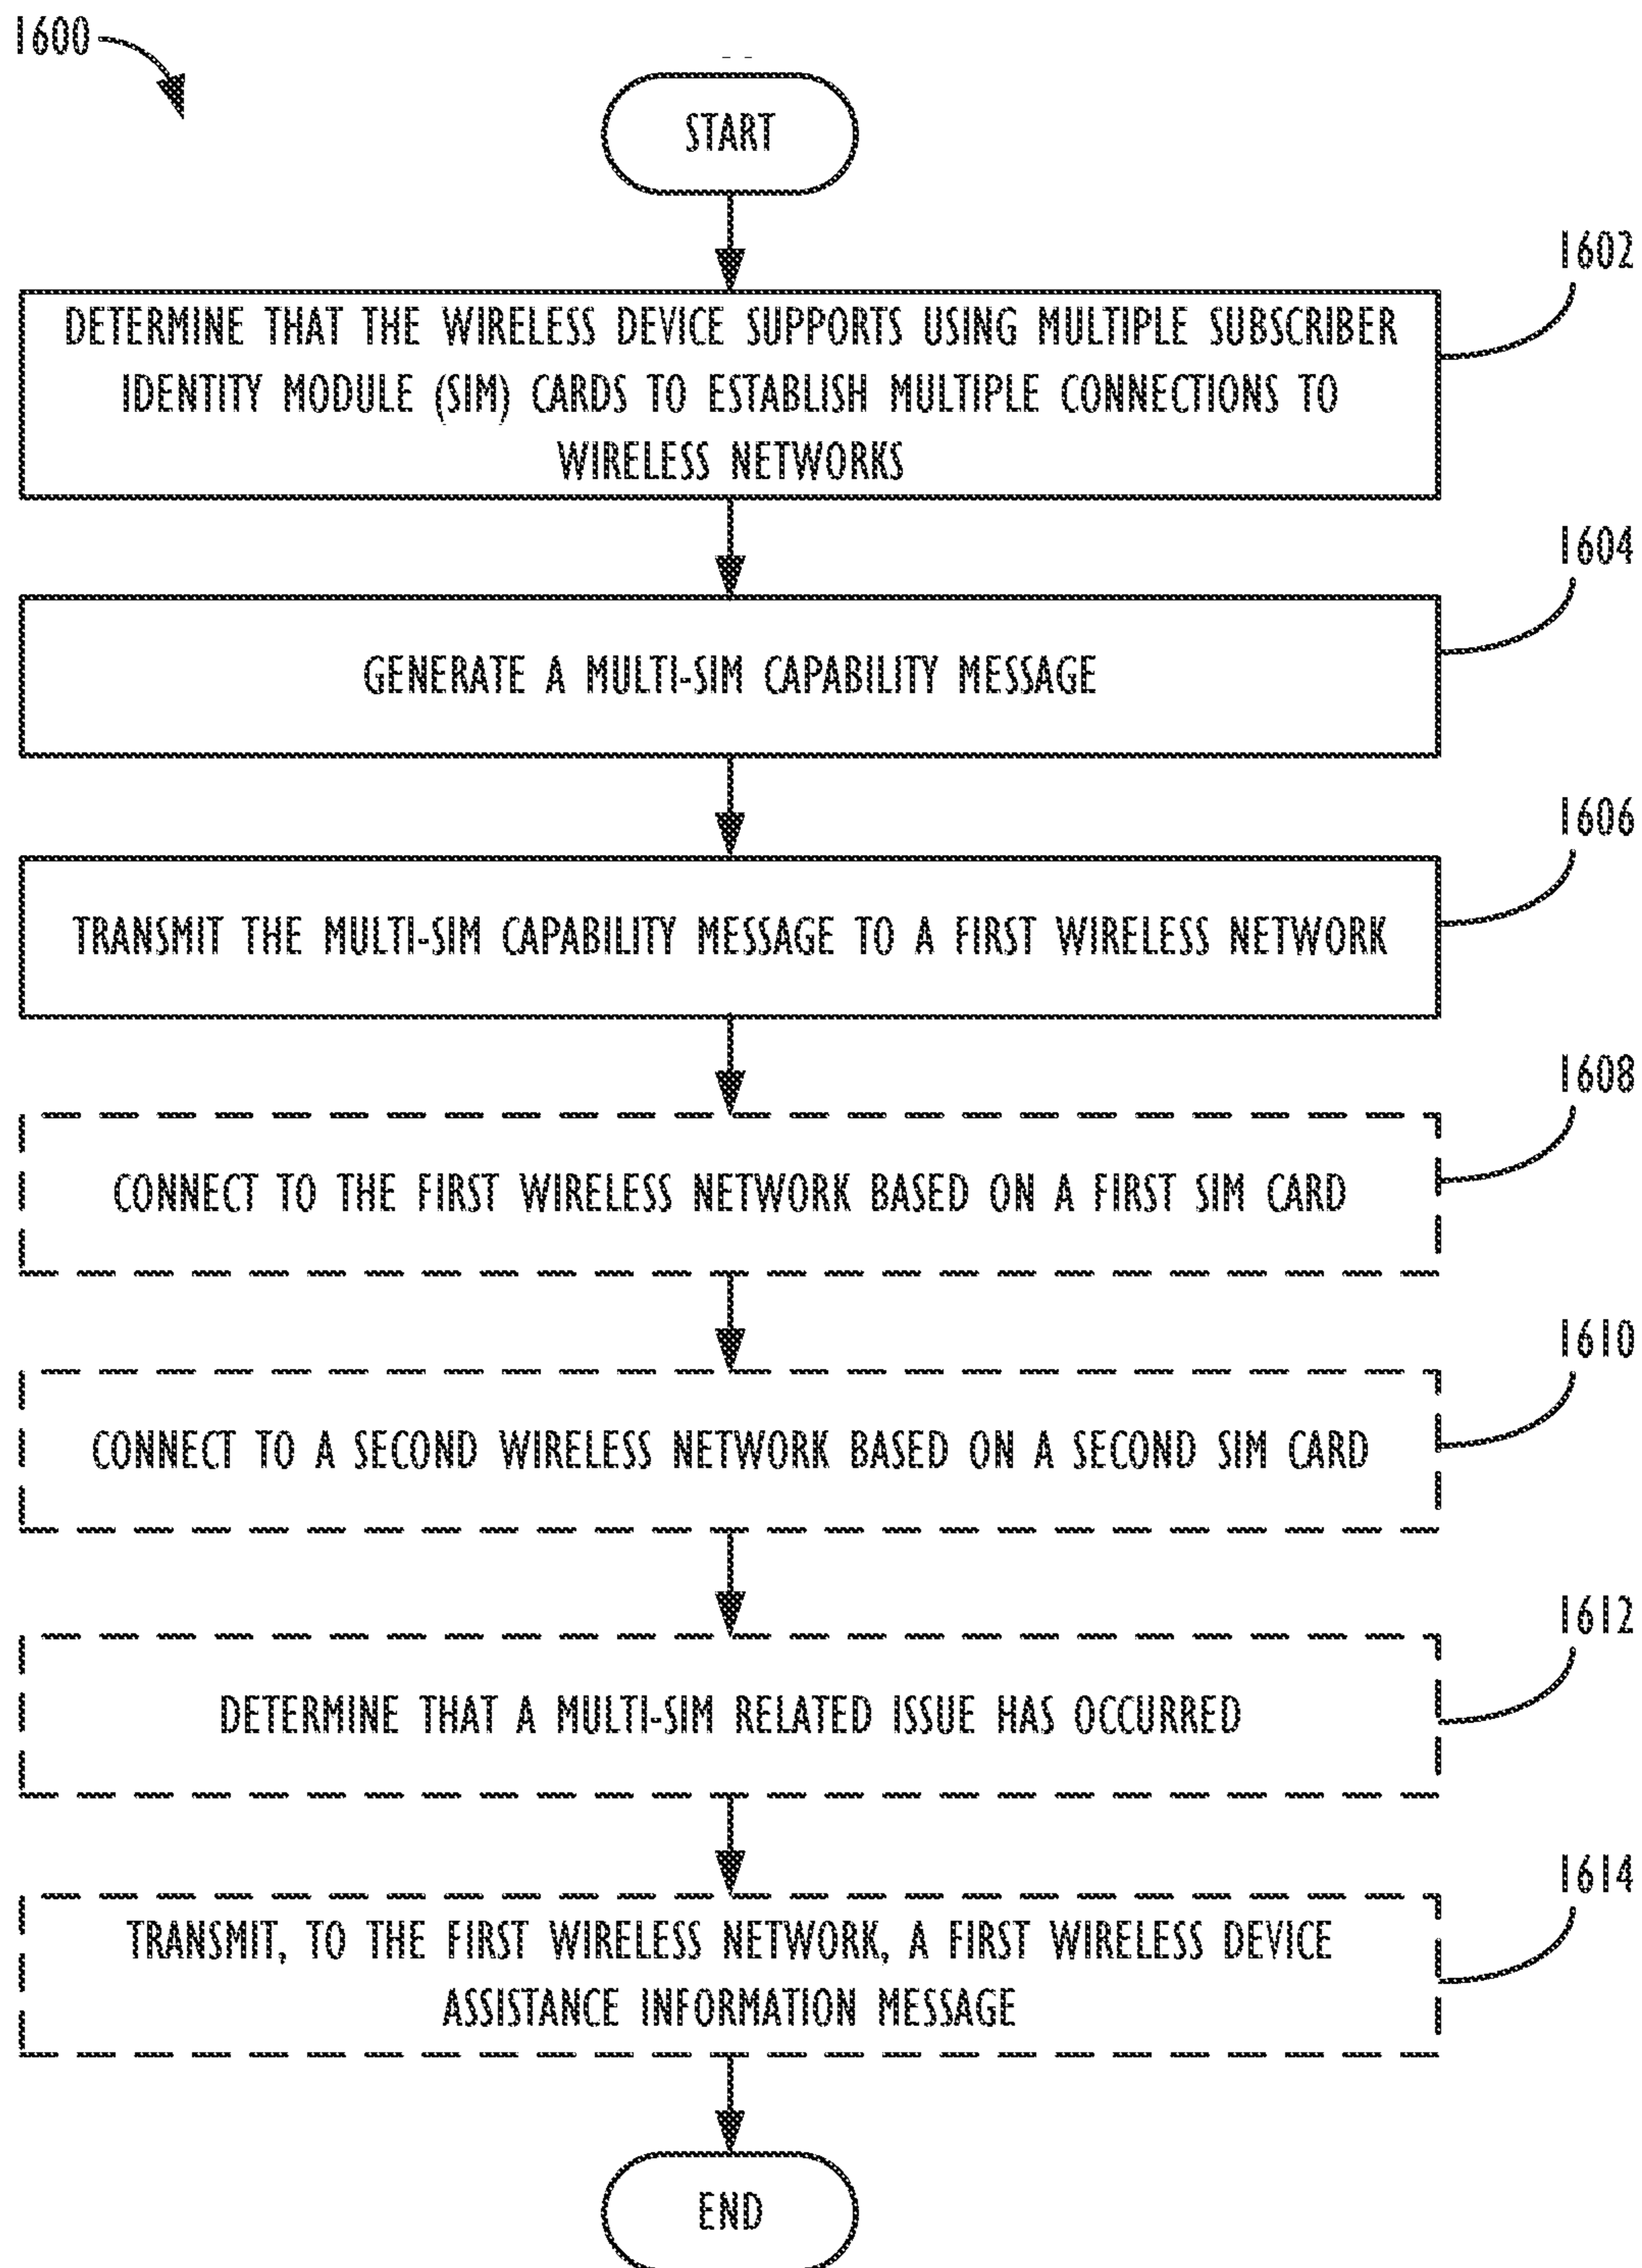 1600
START
1602
DETERMINE THAT THE WIRELESS DEVICE SUPPORTS USING MULTIPLE SUBSCRIBER
IDENTITY MODULE (SIM) CARDS TO ESTABLISH MULTIPLE CONNECTIONS TO
WIRELESS NETWORKS
1604
GENERATE A MULTI-SIM CAPABILITY MESSAGE
1606
TRANSMIT THE MULTI-SIM CAPABILITY MESSAGE TO A FIRST WIRELESS NETWORK
1608
CONNECT TO THE FIRST WIRELESS NETWORK BASED ON A FIRST SIM CARD
1610
CONNECT TO A SECOND WIRELESS NETWORK BASED ON A SECOND SIM CARD
1612
DETERMINE THAT A MULTI-SIM RELATED ISSUE HAS OCCURRED
1614
TRANSMIT, TO THE FIRST WIRELESS NETWORK, A FIRST WIRELESS DEVICE
ASSISTANCE INFORMATION MESSAGE
END